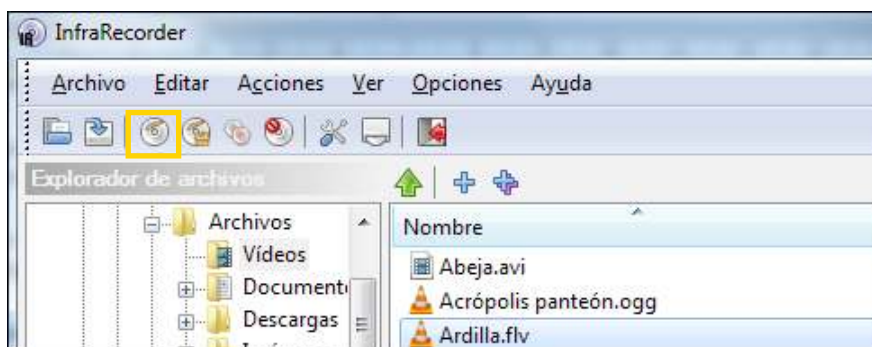 InfraRecorder
Archivo Editar Acciones Ver Opciones Ayuda
Explorador de archivos
Archivos
Vídeos
Document
Descargas
Nombre
Abeja.avi
Acrópolis panteón.ogg
Ardilla.flv